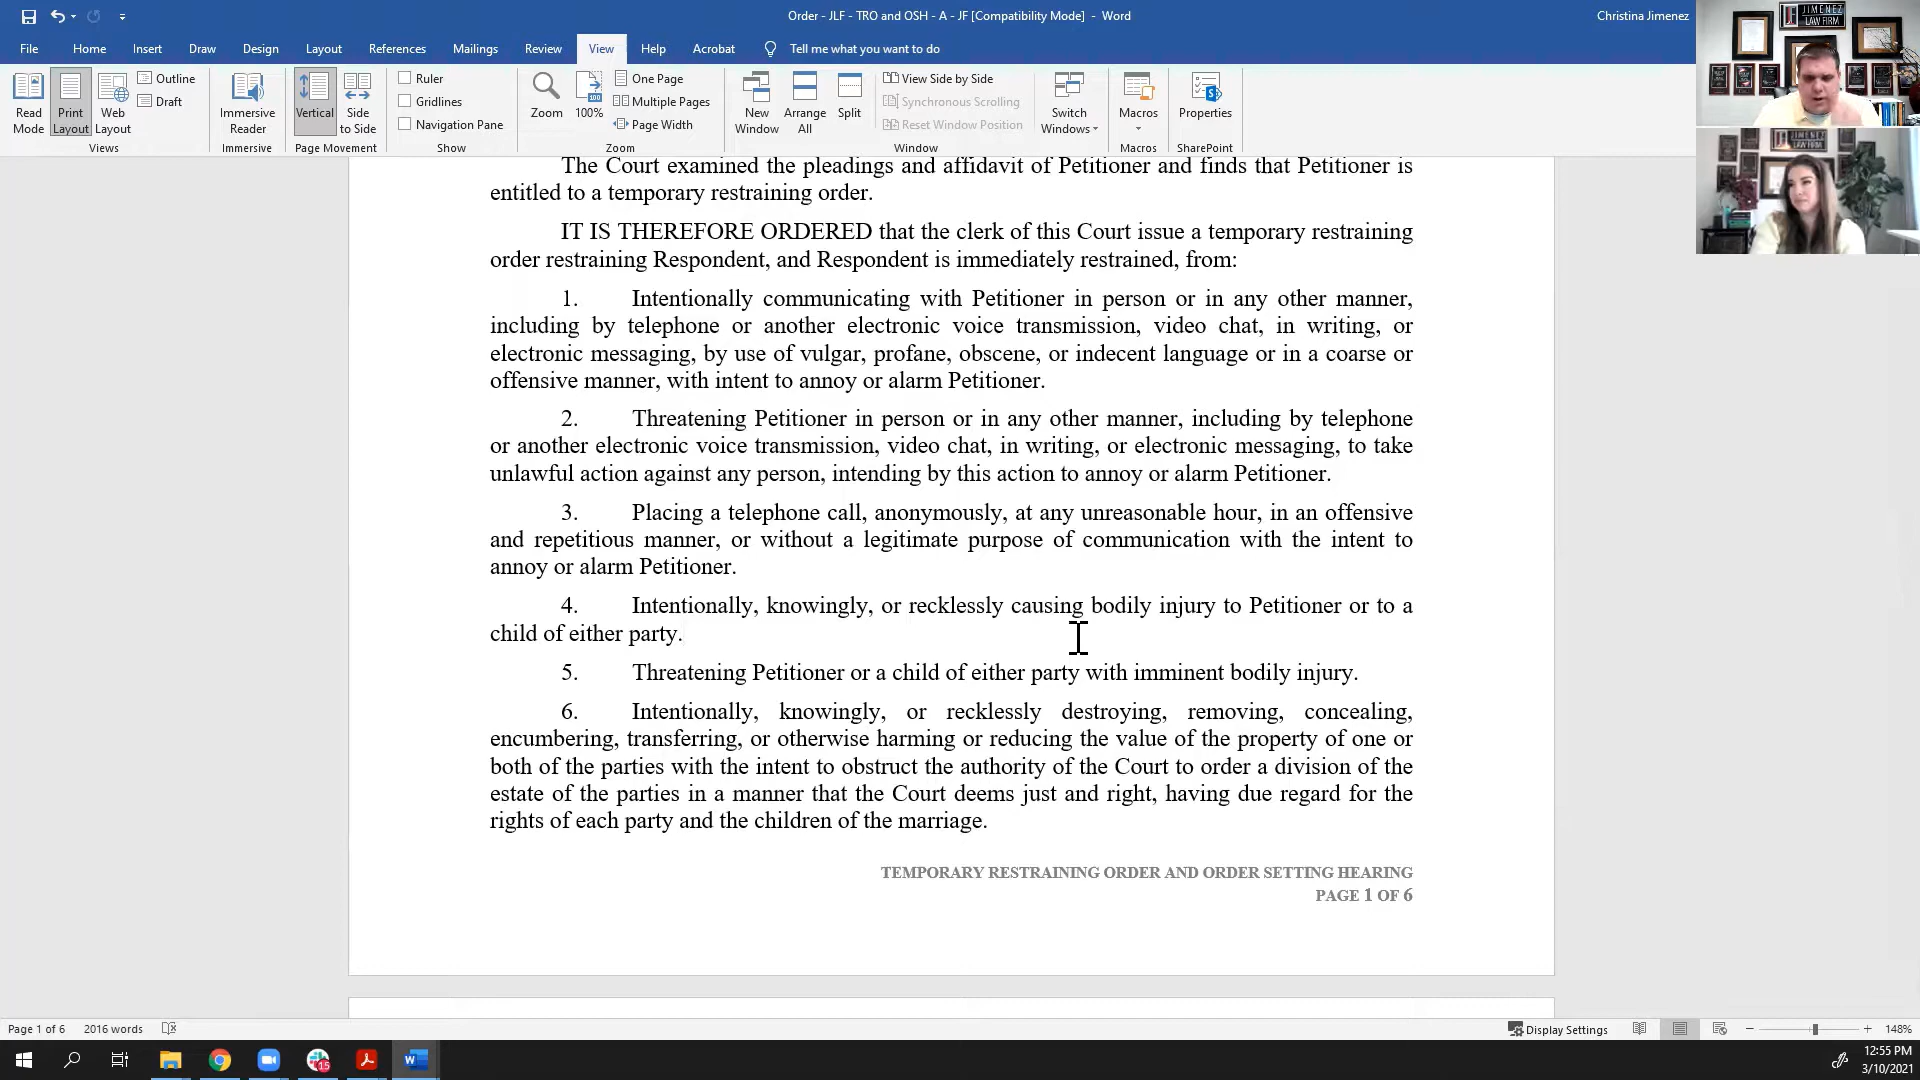 Order - JLF - TRO and OSH - A - JF [Compatibility Mode] - Word
Christina Jimenez
File Home Insert Draw Design Layout References Mailings Review View Help Acrobat Tell me what you want to do
Read Mode
Print Layout
Web Layout
Outline
Draft
Views
Immersive Reader
Immersive
Vertical
Side to Side
Page Movement
Ruler
Gridlines
Navigation Pane
Show
Zoom
100%
One Page
Multiple Pages
Page Width
Zoom
New Window
Arrange All
Split
View Side by Side
Synchronous Scrolling
Reset Window Position
Window
Switch Windows
Macros
Macros
Properties
SharePoint
JIMENEZ
LAW FIRM
JIMENEZ
LAW FIRM
The Court examined the pleadings and affidavit of Petitioner and finds that Petitioner is
entitled to a temporary restraining order.
IT IS THEREFORE ORDERED that the clerk of this Court issue a temporary restraining
order restraining Respondent, and Respondent is immediately restrained, from:
1. Intentionally communicating with Petitioner in person or in any other manner,
including by telephone or another electronic voice transmission, video chat, in writing, or
electronic messaging, by use of vulgar, profane, obscene, or indecent language or in a coarse or
offensive manner, with intent to annoy or alarm Petitioner.
2. Threatening Petitioner in person or in any other manner, including by telephone
or another electronic voice transmission, video chat, in writing, or electronic messaging, to take
unlawful action against any person, intending by this action to annoy or alarm Petitioner.
3. Placing a telephone call, anonymously, at any unreasonable hour, in an offensive
and repetitious manner, or without a legitimate purpose of communication with the intent to
annoy or alarm Petitioner.
4. Intentionally, knowingly, or recklessly causing bodily injury to Petitioner or to a
child of either party.
5. Threatening Petitioner or a child of either party with imminent bodily injury.
6. Intentionally, knowingly, or recklessly destroying, removing, concealing,
encumbering, transferring, or otherwise harming or reducing the value of the property of one or
both of the parties with the intent to obstruct the authority of the Court to order a division of the
estate of the parties in a manner that the Court deems just and right, having due regard for the
rights of each party and the children of the marriage.
TEMPORARY RESTRAINING ORDER AND ORDER SETTING HEARING
PAGE 1 OF 6
Page 1 of 6 2016 words
Display Settings
148%
15
12:55 PM
3/10/2021